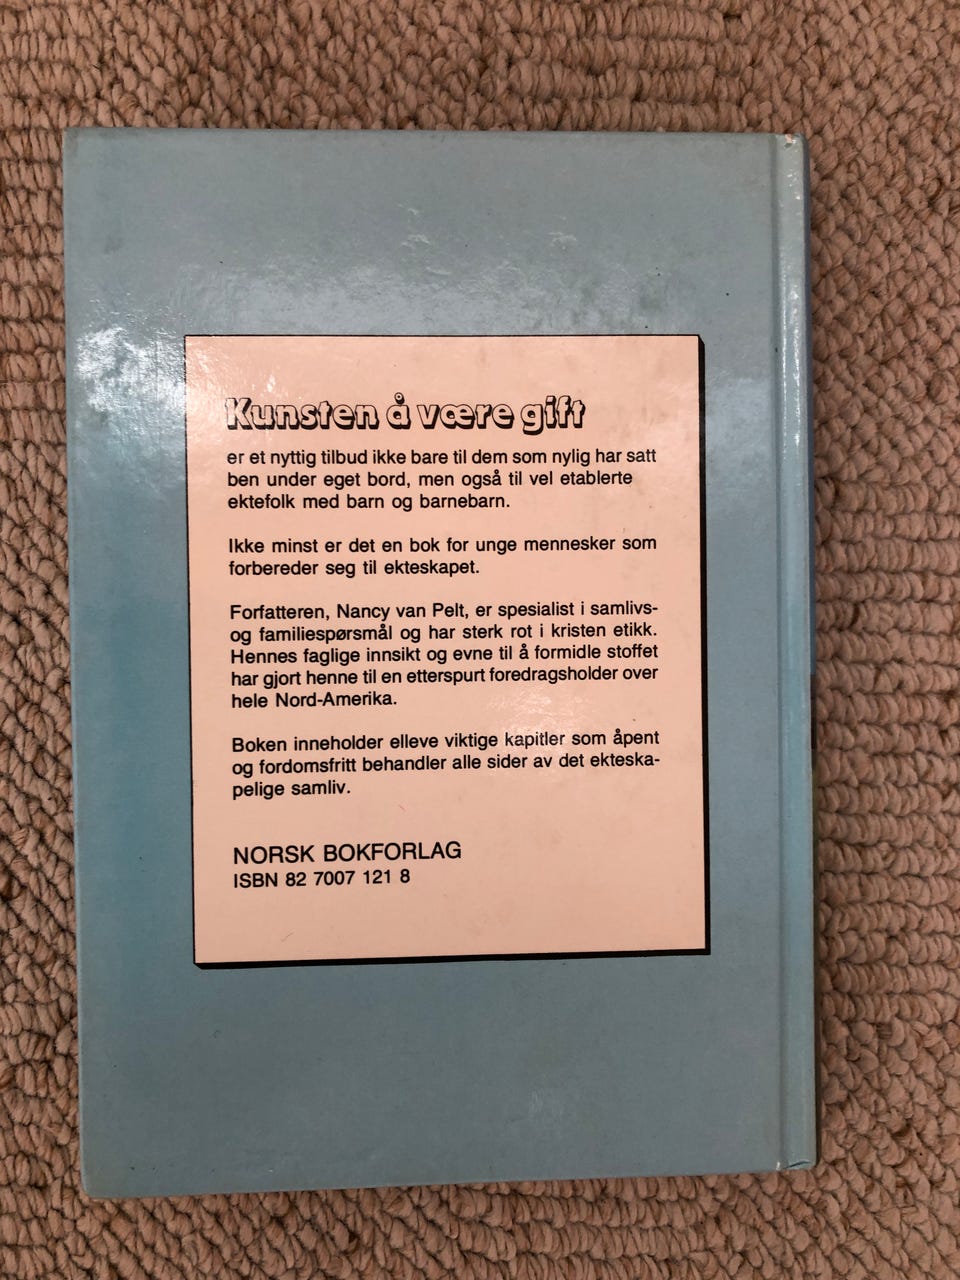 Kunsten å være gift
er et nyttig tilbud ikke bare til dem som nylig har satt
ben under eget bord, men også til vel etablerte
ektefolk med barn og barnebarn.
Ikke minst er det en bok for unge mennesker som
forbereder seg til ekteskapet.
Forfatteren, Nancy van Pelt, er spesialist i samlivs-
og familiespørsmål og har sterk rot i kristen etikk.
Hennes faglige innsikt og evne til å formidle stoffet
har gjort henne til en etterspurt foredragsholder over
hele Nord-Amerika.
Boken inneholder elleve viktige kapitler som åpent
og fordomsfritt behandler alle sider av det ekteska-
pelige samliv.
NORSK BOKFORLAG
ISBN 82 7007 121 8